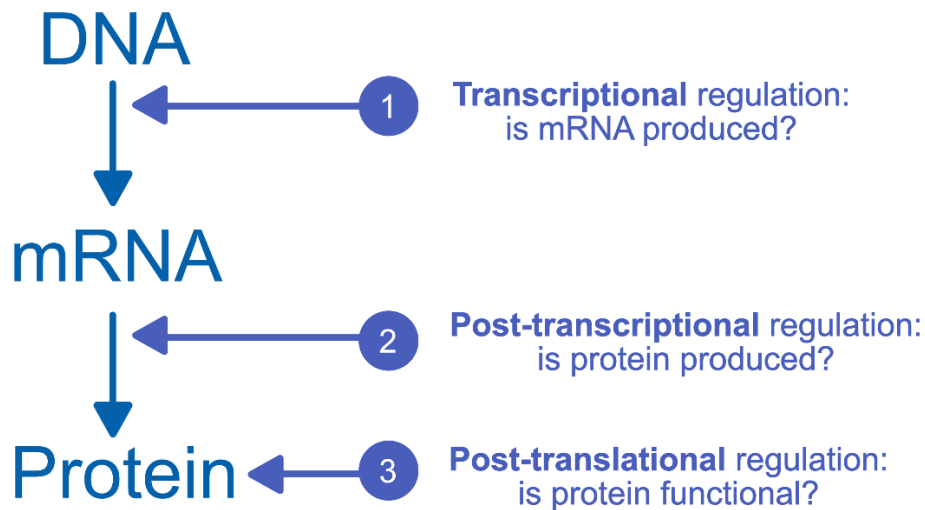 DNA
1
Transcriptional regulation:
is mRNA produced?
mRNA
2
Post-transcriptional regulation:
is protein produced?
Protein
3
Post-translational regulation:
is protein functional?